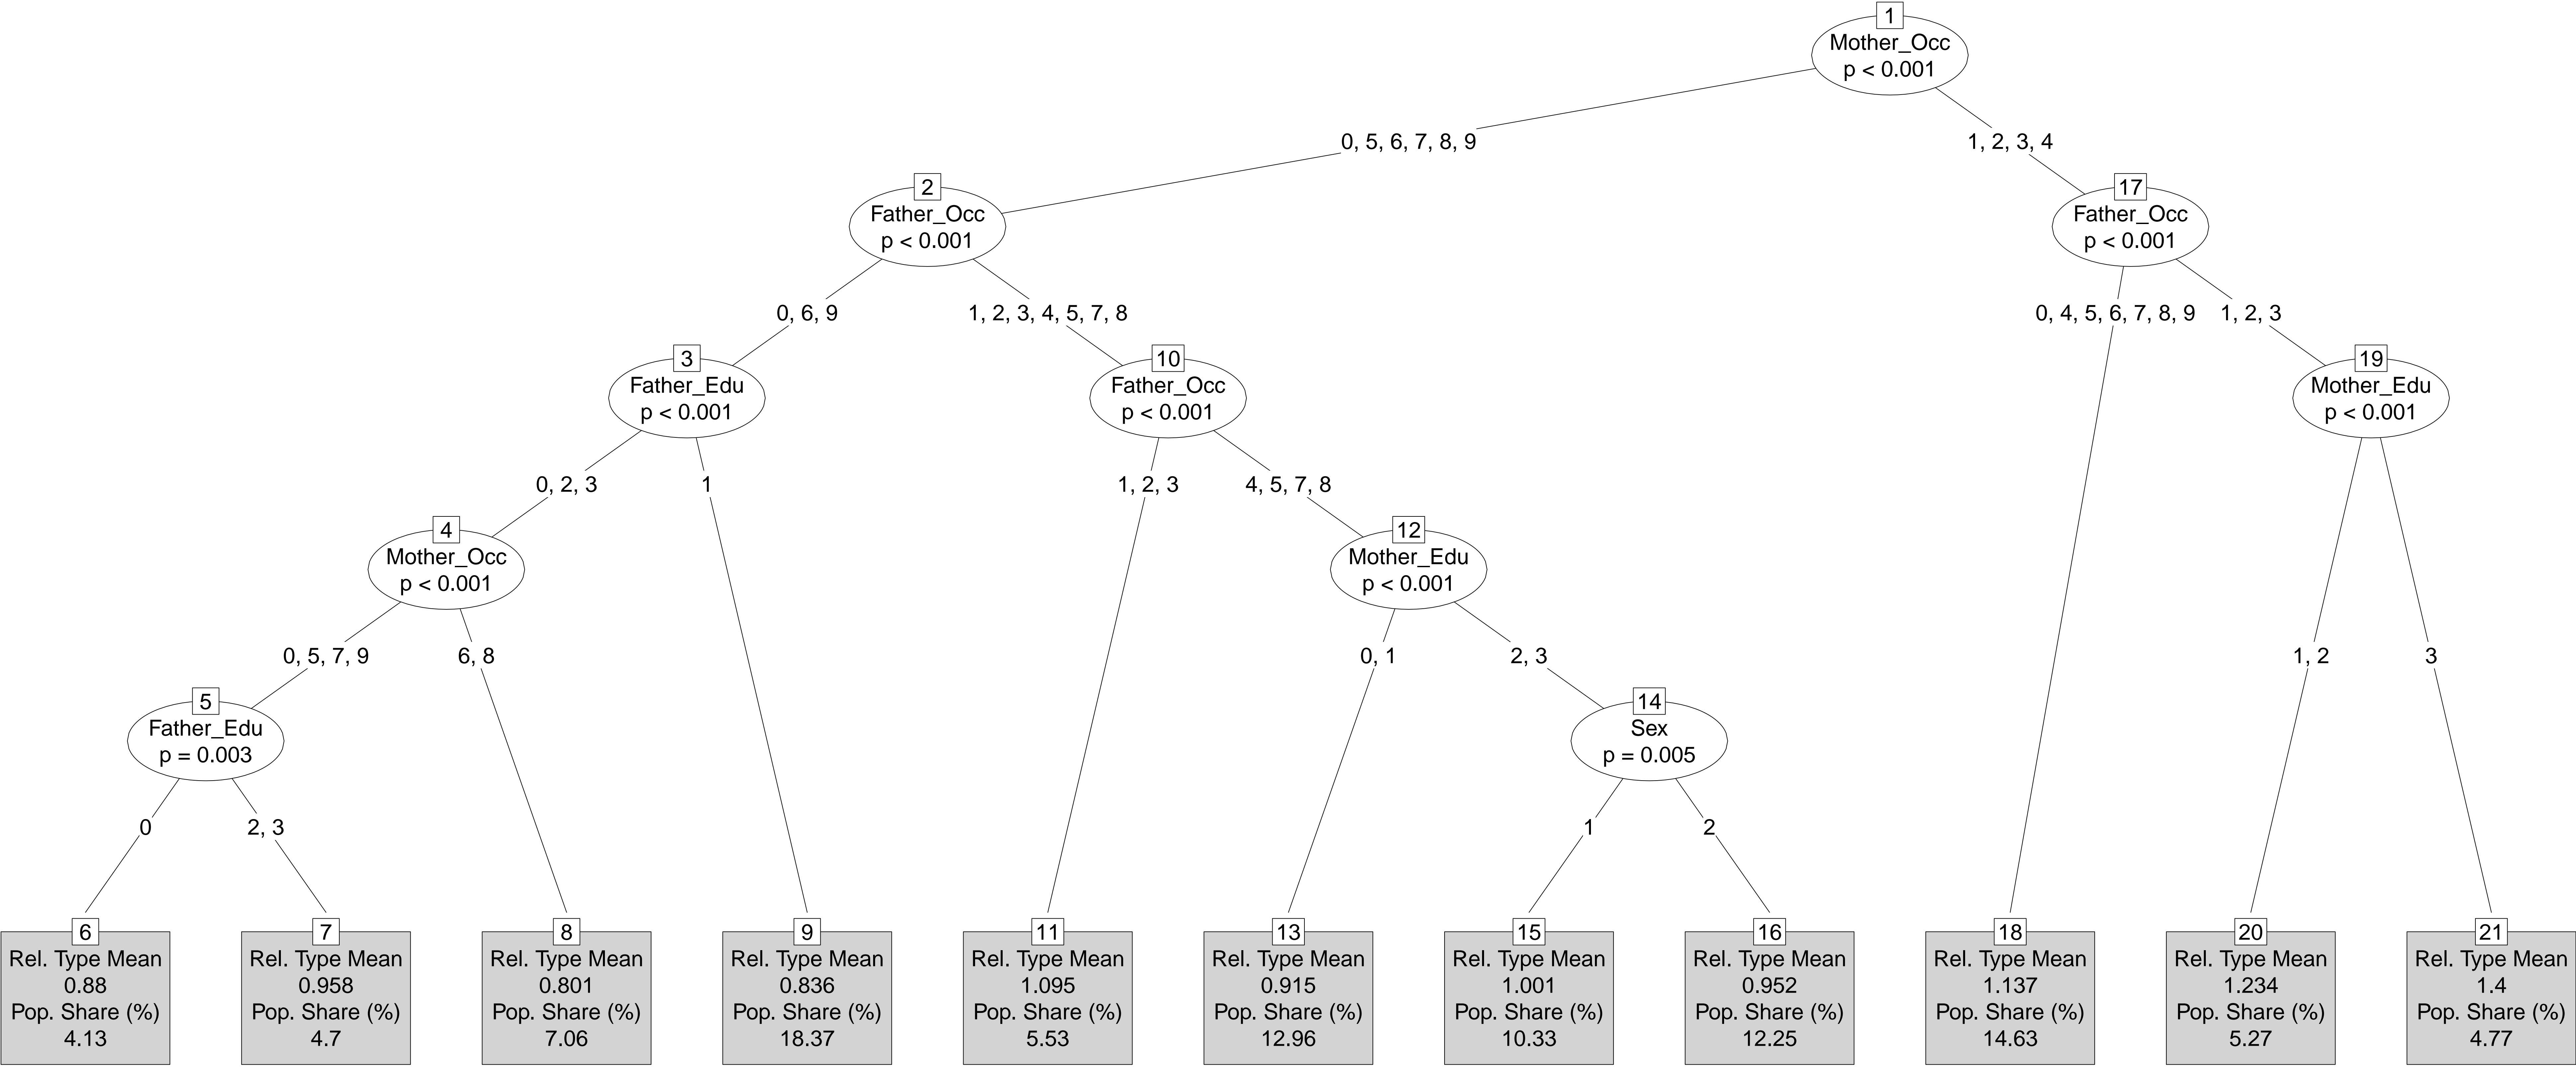 1
Mother_Occ
p < 0.001
0, 5, 6, 7, 8, 9
1, 2, 3, 4
2
Father_Occ
p < 0.001
17
Father_Occ
p < 0.001
0, 6, 9
1, 2, 3, 4, 5, 7, 8
0, 4, 5, 6, 7, 8, 9
1, 2, 3
3
Father_Edu
p < 0.001
10
Father_Occ
p < 0.001
19
Mother_Edu
p < 0.001
0, 2, 3
1
1, 2, 3
4, 5, 7, 8
4
Mother_Occ
p < 0.001
12
Mother_Edu
p < 0.001
0, 5, 7, 9
6, 8
0, 1
2, 3
1, 2
3
5
Father_Edu
p = 0.003
14
Sex
p = 0.005
0
2, 3
1
2
6
Rel. Type Mean
0.88
Pop. Share (%)
4.13
7
Rel. Type Mean
0.958
Pop. Share (%)
4.7
8
Rel. Type Mean
0.801
Pop. Share (%)
7.06
9
Rel. Type Mean
0.836
Pop. Share (%)
18.37
11
Rel. Type Mean
1.095
Pop. Share (%)
5.53
13
Rel. Type Mean
0.915
Pop. Share (%)
12.96
15
Rel. Type Mean
1.001
Pop. Share (%)
10.33
16
Rel. Type Mean
0.952
Pop. Share (%)
12.25
18
Rel. Type Mean
1.137
Pop. Share (%)
14.63
20
Rel. Type Mean
1.234
Pop. Share (%)
5.27
21
Rel. Type Mean
1.4
Pop. Share (%)
4.77